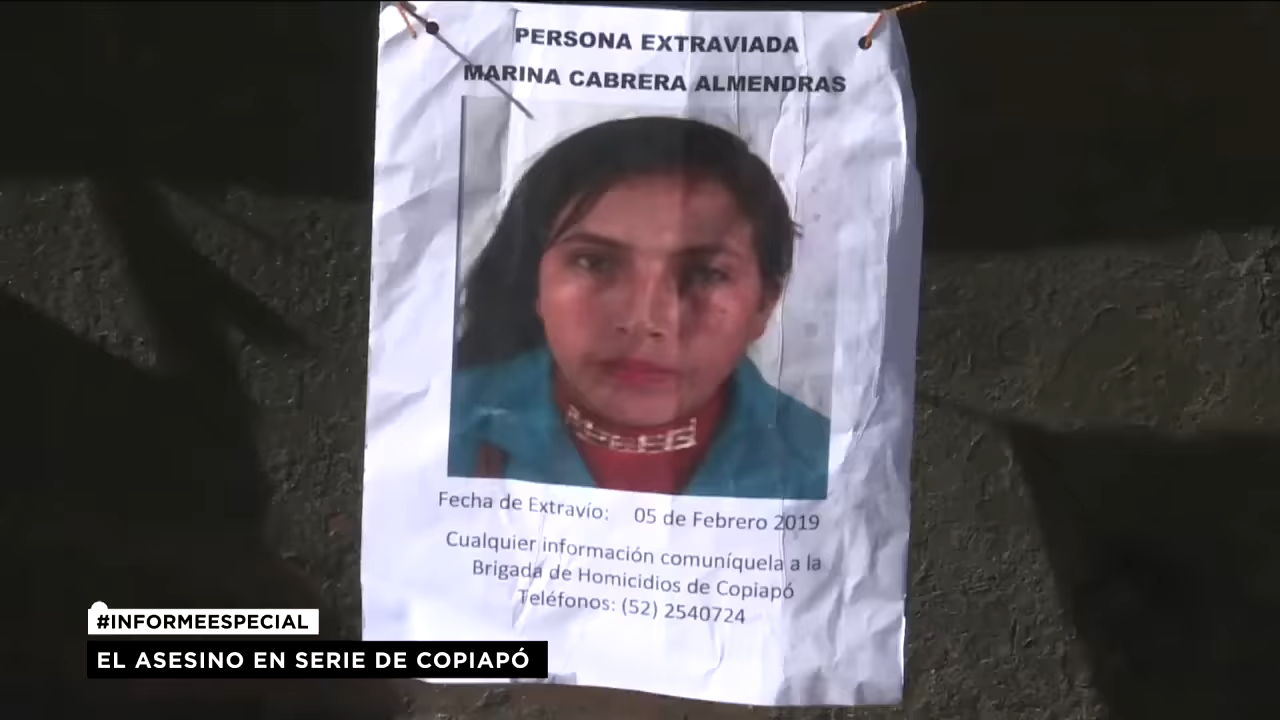 PERSONA EXTRAVIADA
MARINA CABRERA ALMENDRAS
Fecha de Extravío: 05 de Febrero 2019
Cualquier información comuníquela a la
Brigada de Homicidios de Copiapó
Teléfonos: (52) 2540724
#INFORMEESPECIAL
EL ASESINO EN SERIE DE COPIAPÓ